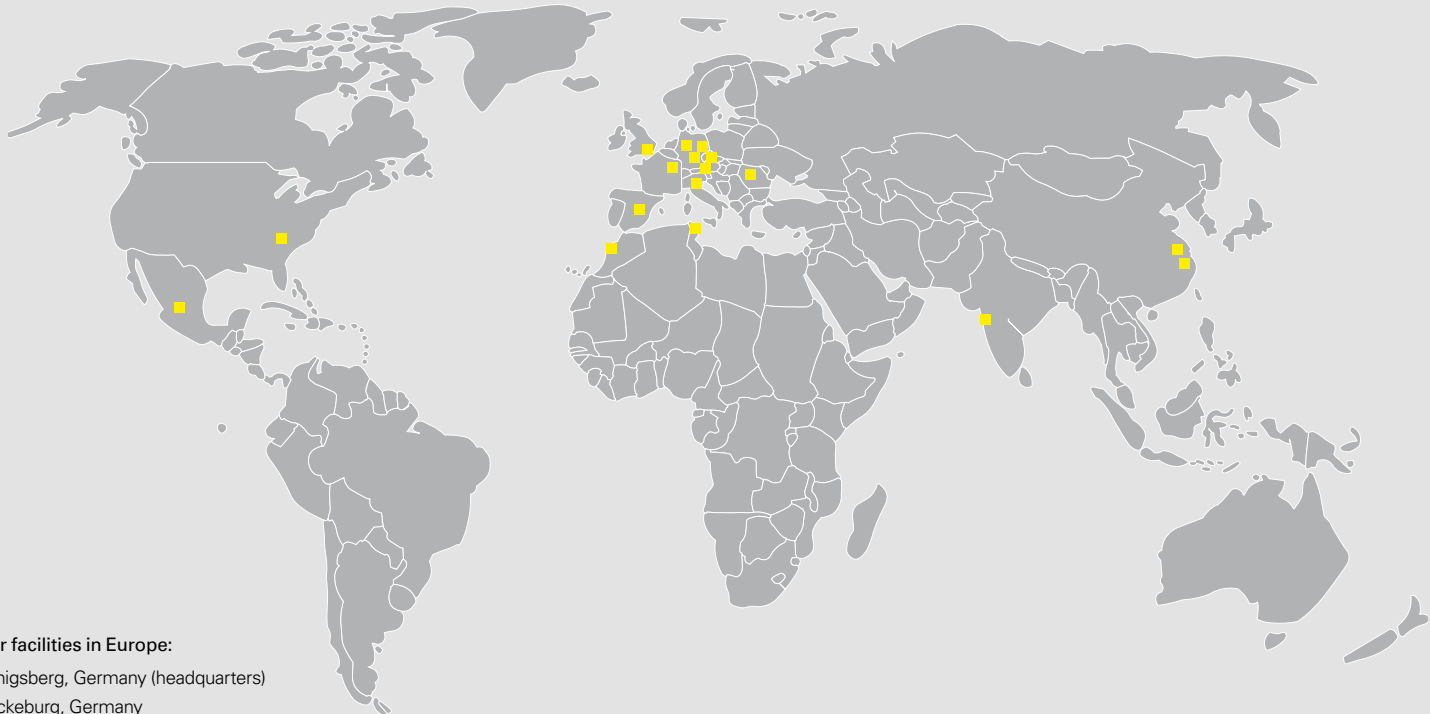 r facilities in Europe:
nigsberg, Germany (headquarters)
ckeburg, Germany